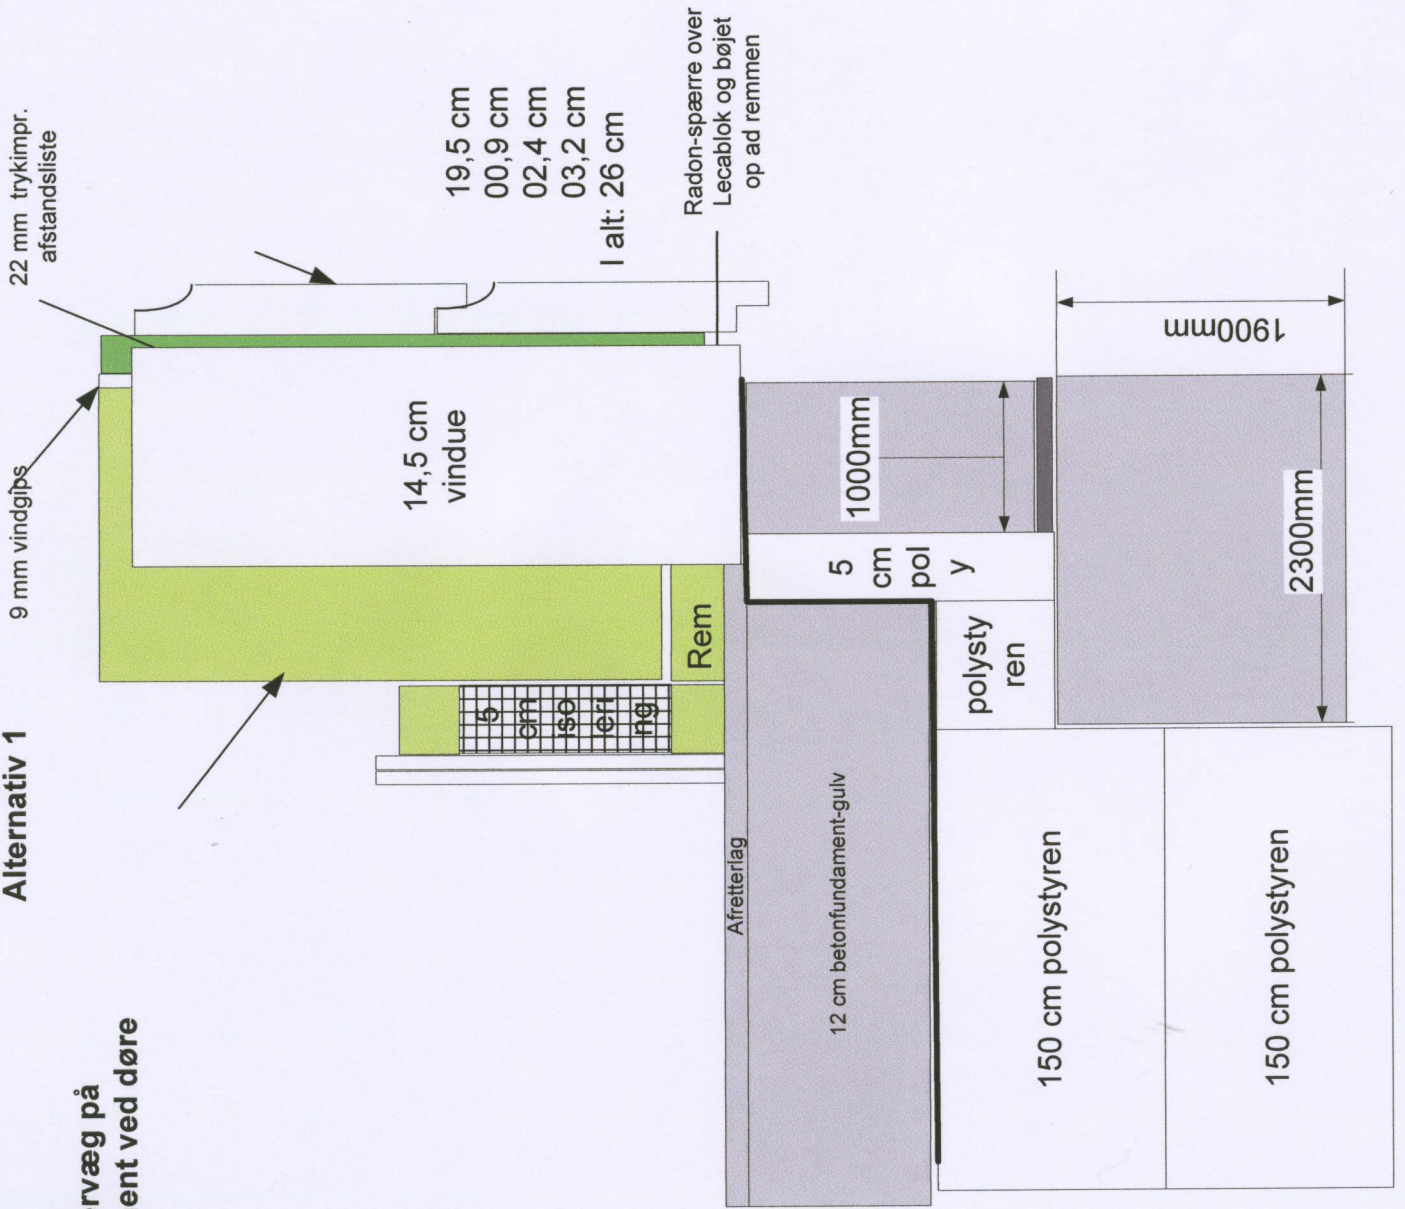 Alternativ 1
rvæg på
ent ved døre
9 mm vindgips
22 mm trykimpr.
afstandsliste
19,5 cm
00,9 cm
02,4 cm
03,2 cm
I alt: 26 cm
Radon-spærre over
Lecablok og bøjet
op ad remmen
14,5 cm
vindue
5
cm
isol
eri
ng
Rem
Afretterlag
12 cm betonfundament-gulv
5
cm
pol
y
polysty
ren
1000mm
1900mm
2300mm
150 cm polystyren
150 cm polystyren